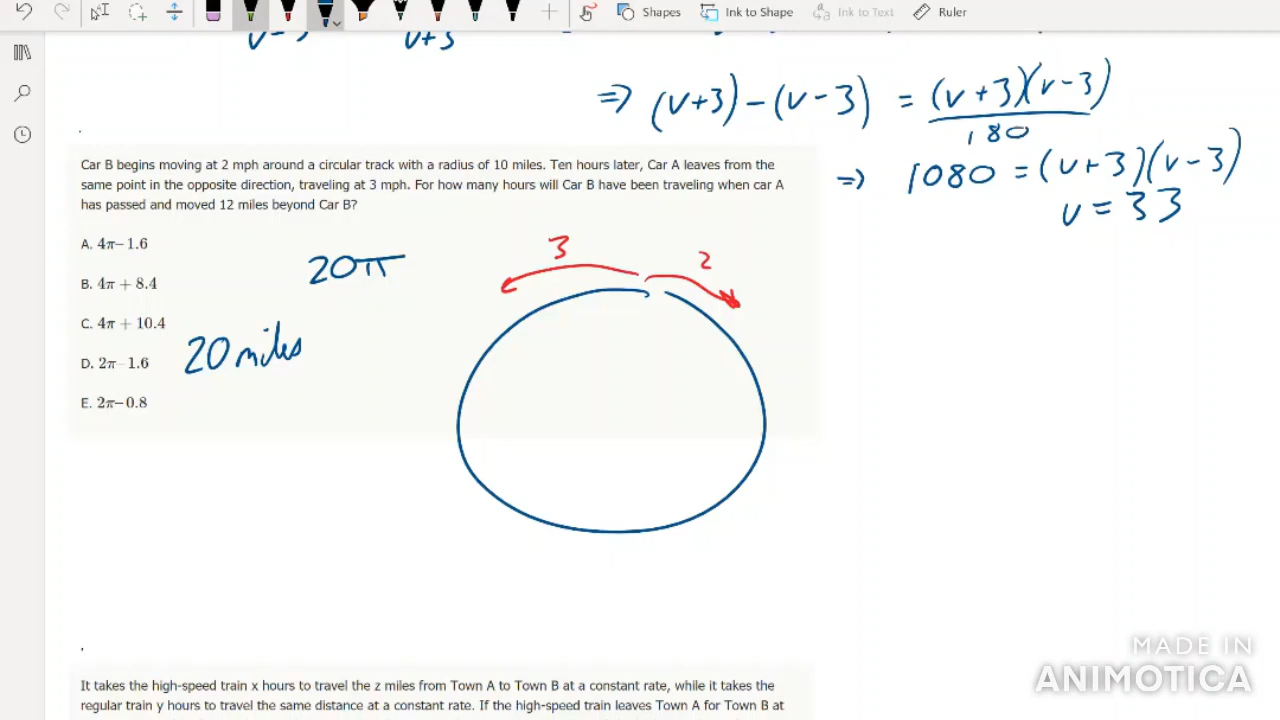 Shapes Ink to Shape Ink to Text Ruler
v+3
=> (v+3)-(v-3) = (v+3)(v-3)
180
=> 1080 = (v+3)(v-3)
v = 33
Car B begins moving at 2 mph around a circular track with a radius of 10 miles. Ten hours later, Car A leaves from the
same point in the opposite direction, traveling at 3 mph. For how many hours will Car B have been traveling when car A
has passed and moved 12 miles beyond Car B?
A. 4π−1.6
B. 4π + 8.4
C. 4π + 10.4
D. 2π−1.6
E. 2π−0.8
20π
20 miles
3
2
MADE IN
ANIMOTICA
It takes the high-speed train x hours to travel the z miles from Town A to Town B at a constant rate, while it takes the
regular train y hours to travel the same distance at a constant rate. If the high-speed train leaves Town A for Town B at